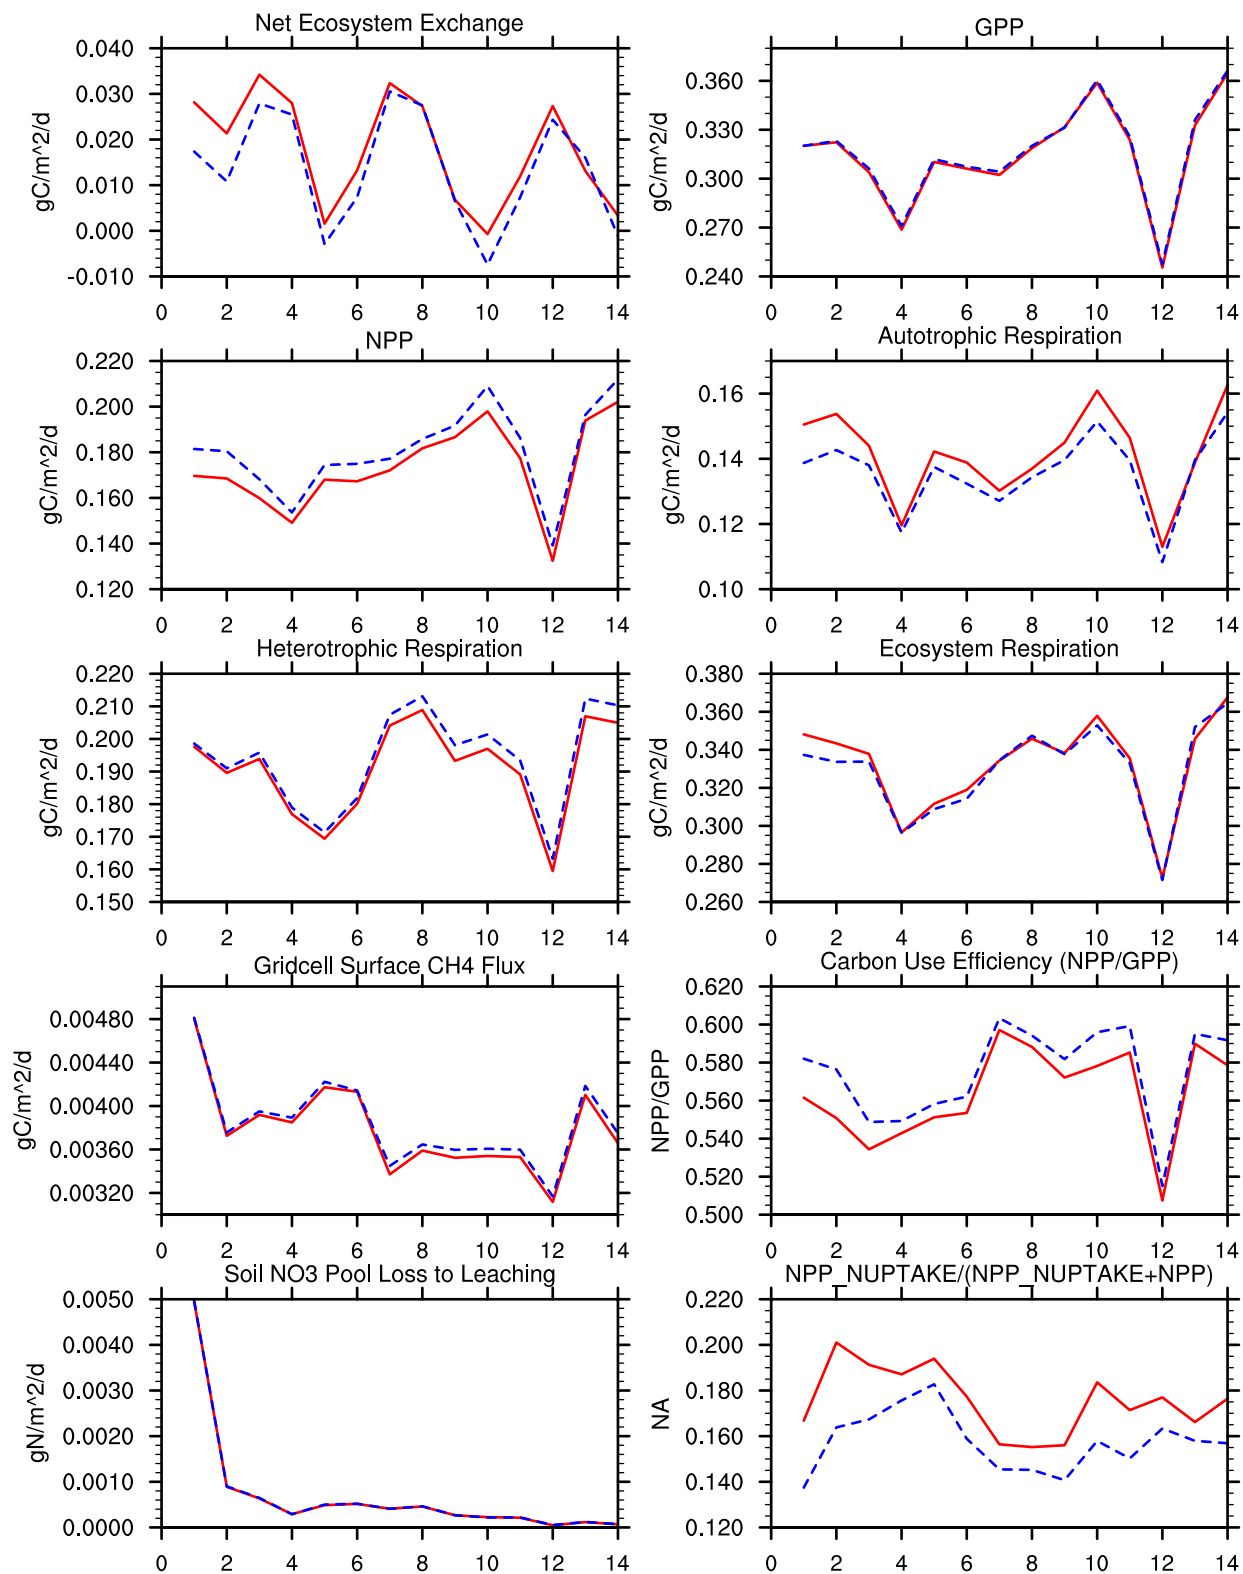 Net Ecosystem Exchange
gC/m^2/d
0.040
0.030
0.020
0.010
0.000
-0.010
0 2 4 6 8 10 12 14
GPP
gC/m^2/d
0.360
0.330
0.300
0.270
0.240
0 2 4 6 8 10 12 14
NPP
gC/m^2/d
0.220
0.200
0.180
0.160
0.140
0.120
0 2 4 6 8 10 12 14
Autotrophic Respiration
gC/m^2/d
0.16
0.14
0.12
0.10
0 2 4 6 8 10 12 14
Heterotrophic Respiration
gC/m^2/d
0.220
0.210
0.200
0.190
0.180
0.170
0.160
0.150
0 2 4 6 8 10 12 14
Ecosystem Respiration
gC/m^2/d
0.380
0.360
0.340
0.320
0.300
0.280
0.260
0 2 4 6 8 10 12 14
Gridcell Surface CH4 Flux
gC/m^2/d
0.00480
0.00440
0.00400
0.00360
0.00320
0 2 4 6 8 10 12 14
Carbon Use Efficiency (NPP/GPP)
NPP/GPP
0.620
0.600
0.580
0.560
0.540
0.520
0.500
0 2 4 6 8 10 12 14
Soil NO3 Pool Loss to Leaching
gN/m^2/d
0.0050
0.0040
0.0030
0.0020
0.0010
0.0000
0 2 4 6 8 10 12 14
NPP_NUPTAKE/(NPP_NUPTAKE+NPP)
NA
0.220
0.200
0.180
0.160
0.140
0.120
0 2 4 6 8 10 12 14